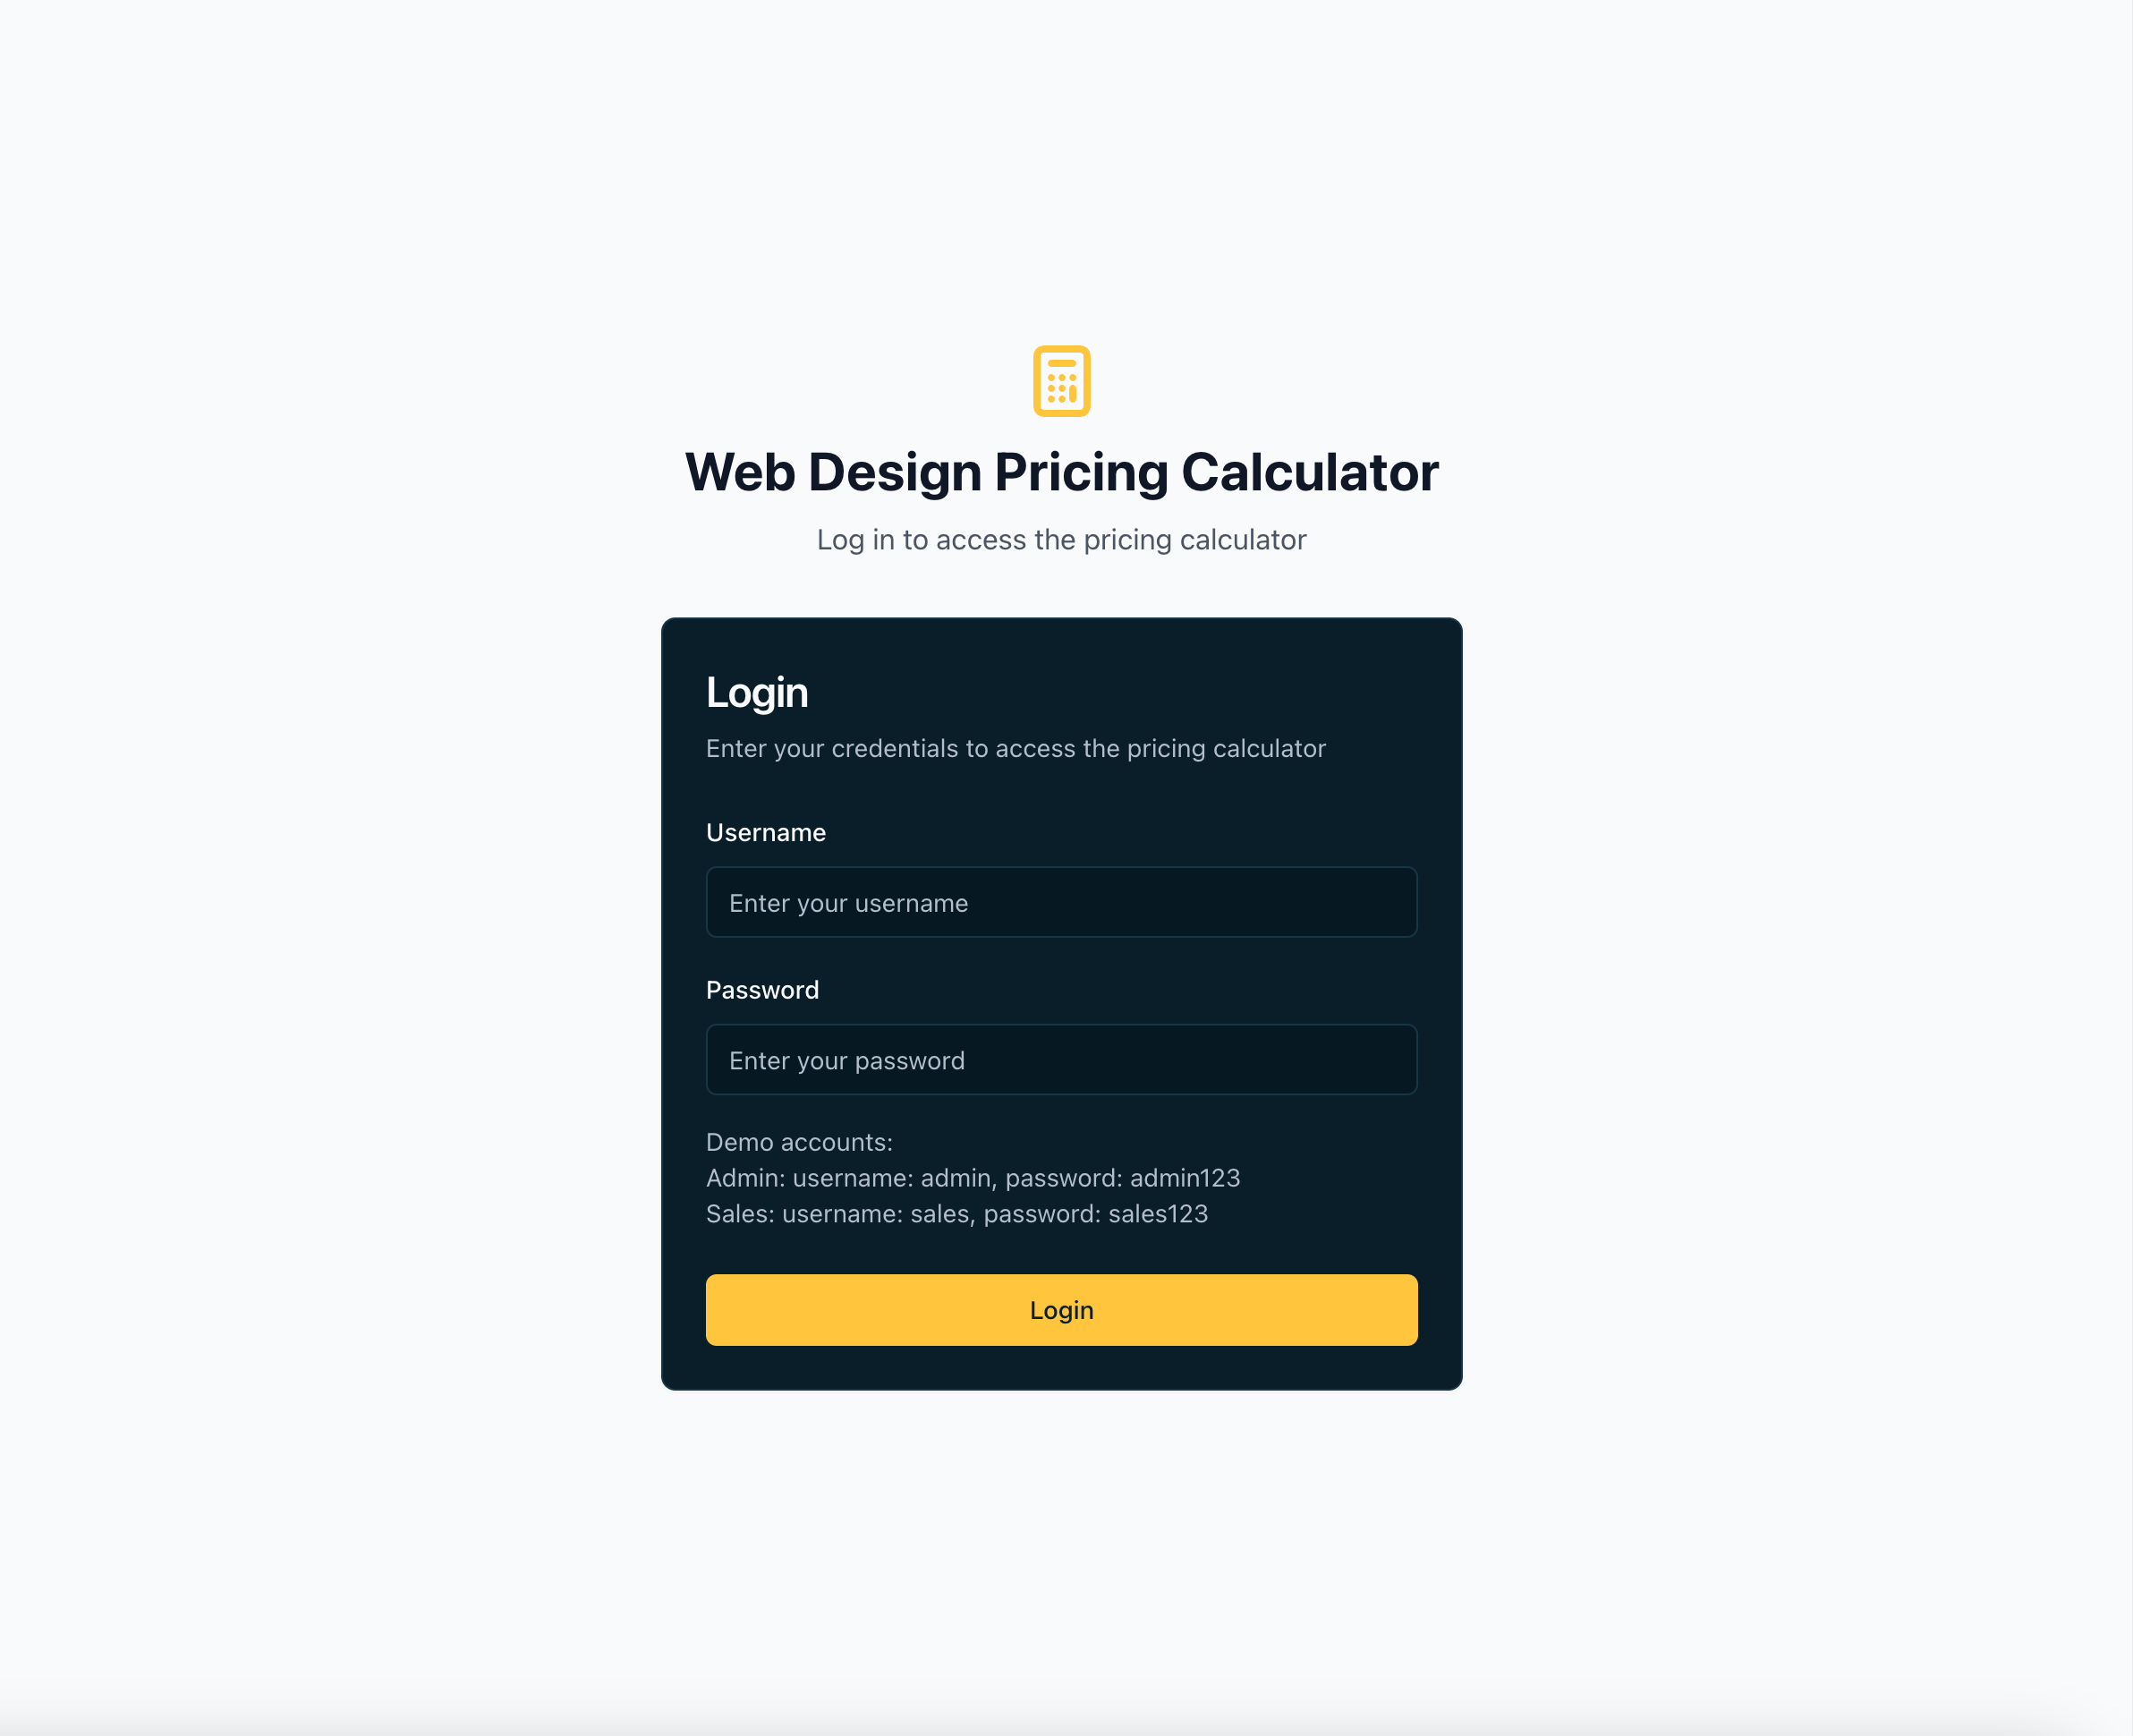 Web Design Pricing Calculator
Log in to access the pricing calculator
Login
Enter your credentials to access the pricing calculator
Username
Enter your username
Password
Enter your password
Demo accounts:
Admin: username: admin, password: admin123
Sales: username: sales, password: sales123
Login